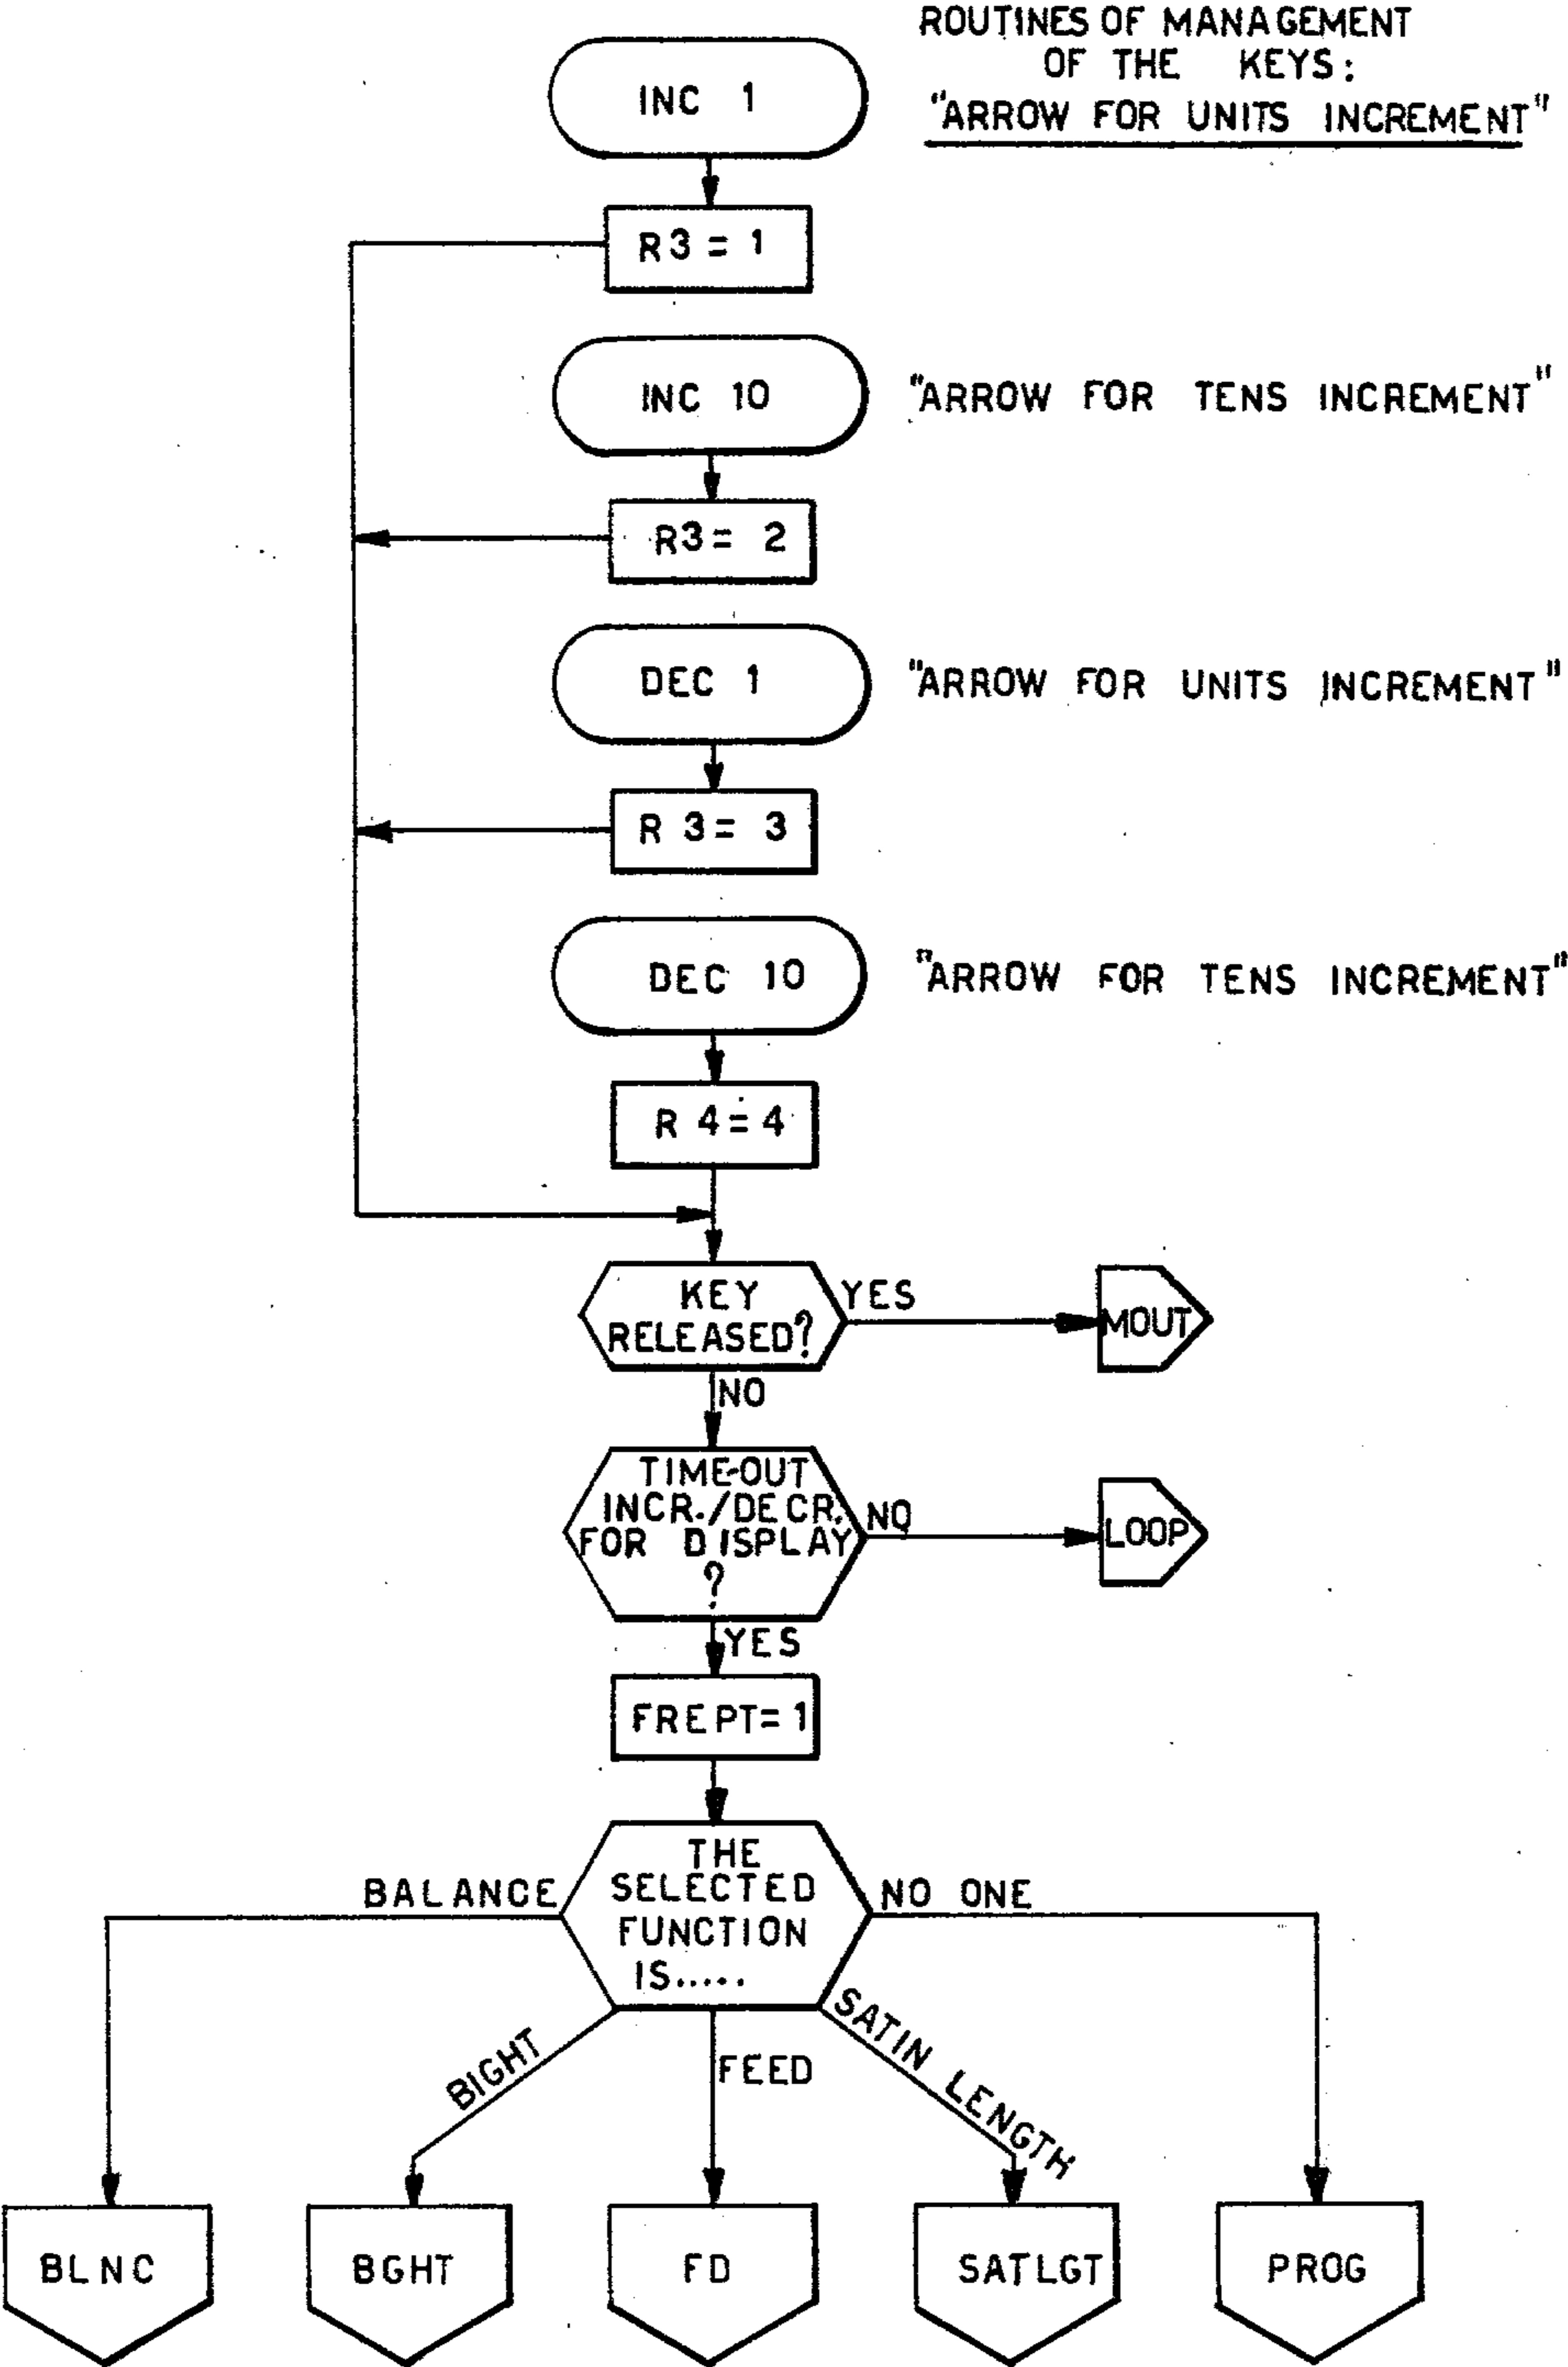 ROUTINES OF MANAGEMENT
OF THE KEYS:
"ARROW FOR UNITS INCREMENT"
INC 1
R3 = 1
INC 10
"ARROW FOR TENS INCREMENT"
R3 = 2
DEC 1
"ARROW FOR UNITS INCREMENT"
R 3 = 3
DEC 10
"ARROW FOR TENS INCREMENT"
R 4 = 4
KEY
RELEASED?
YES
MOUT
NO
TIME-OUT
INCR./DECR.
FOR DISPLAY
?
NO
LOOP
YES
FREPT = 1
THE
SELECTED
FUNCTION
IS.....
BALANCE
NO ONE
BIGHT
FEED
SATIN LENGTH
BLNC
BGHT
FD
SATLGT
PROG